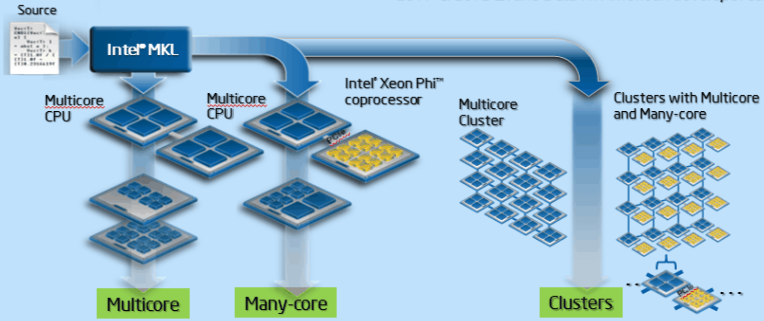 Source
Intel® MKL
Multicore
CPU
Multicore
CPU
Intel® Xeon Phi™
coprocessor
Multicore
Cluster
Clusters with Multicore
and Many-core
...
...
Multicore
Many-core
Clusters